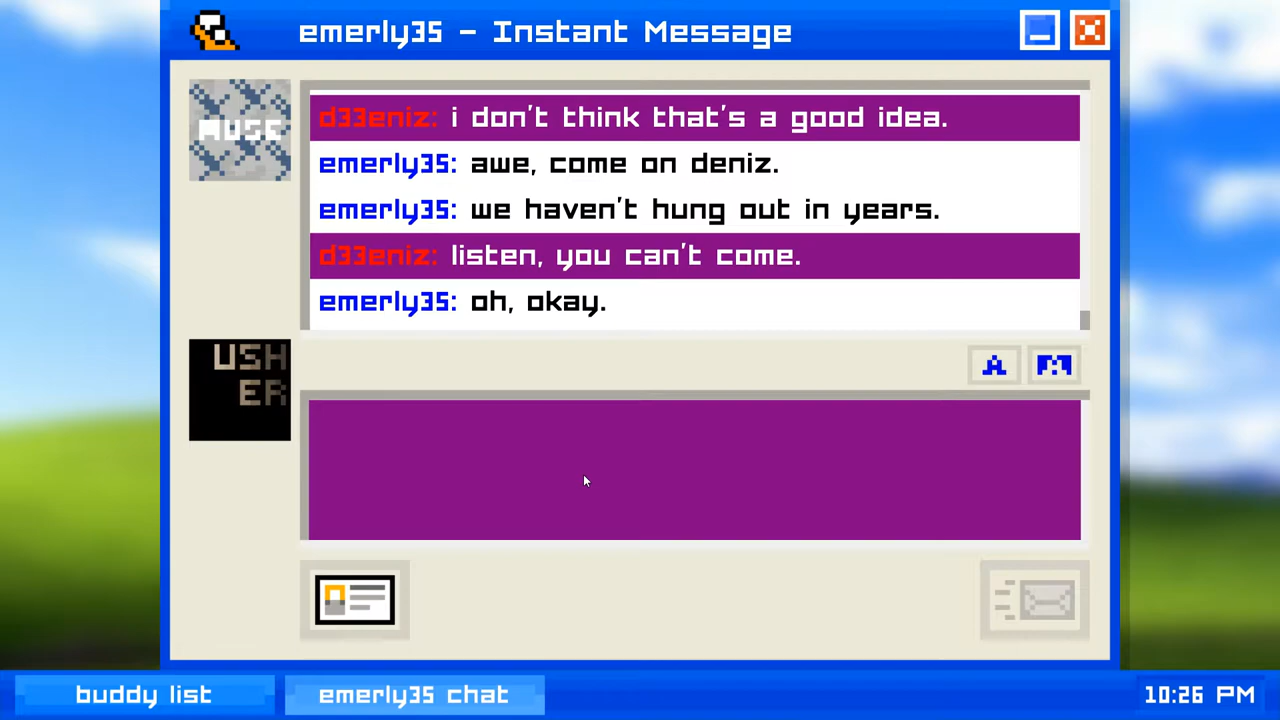 emerly35 - Instant Message
MUSE
d33eniz: i don't think that's a good idea.
emerly35: awe, come on deniz.
emerly35: we haven't hung out in years.
d33eniz: listen, you can't come.
emerly35: oh, okay.
USH
ER
A
buddy list
emerly35 chat
10:26 PM